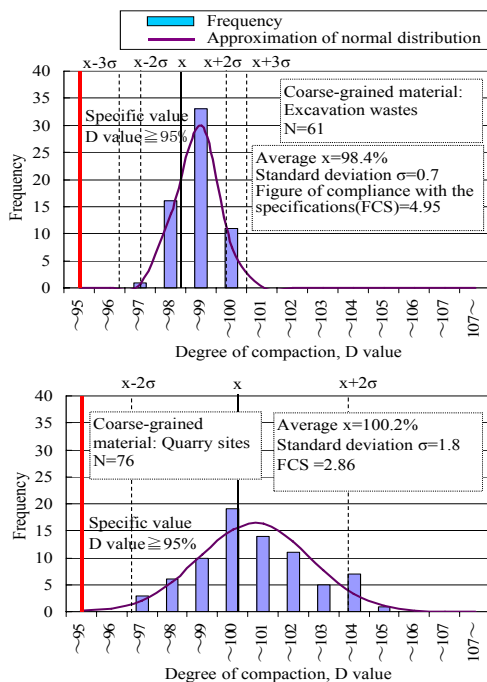 Frequency
Approximation of normal distribution
x-3σ x-2σ x x+2σ x+3σ
40
35
30
25
20
15
10
5
0
Frequency
Specific value
D value≧95%
Coarse-grained material:
Excavation wastes
N=61
Average x=98.4%
Standard deviation σ=0.7
Figure of compliance with the
specifications(FCS)=4.95
～95 ～96 ～97 ～98 ～99 ～100 ～101 ～102 ～103 ～104 ～105 ～106 107～
Degree of compaction, D value
x-2σ x x+2σ
40
35
30
25
20
15
10
5
0
Frequency
Coarse-grained
material: Quarry sites
N=76
Average x=100.2%
Standard deviation σ=1.8
FCS =2.86
Specific value
D value≧95%
～95 ～96 ～97 ～98 ～99 ～100 ～101 ～102 ～103 ～104 ～105 ～106 107～
Degree of compaction, D value